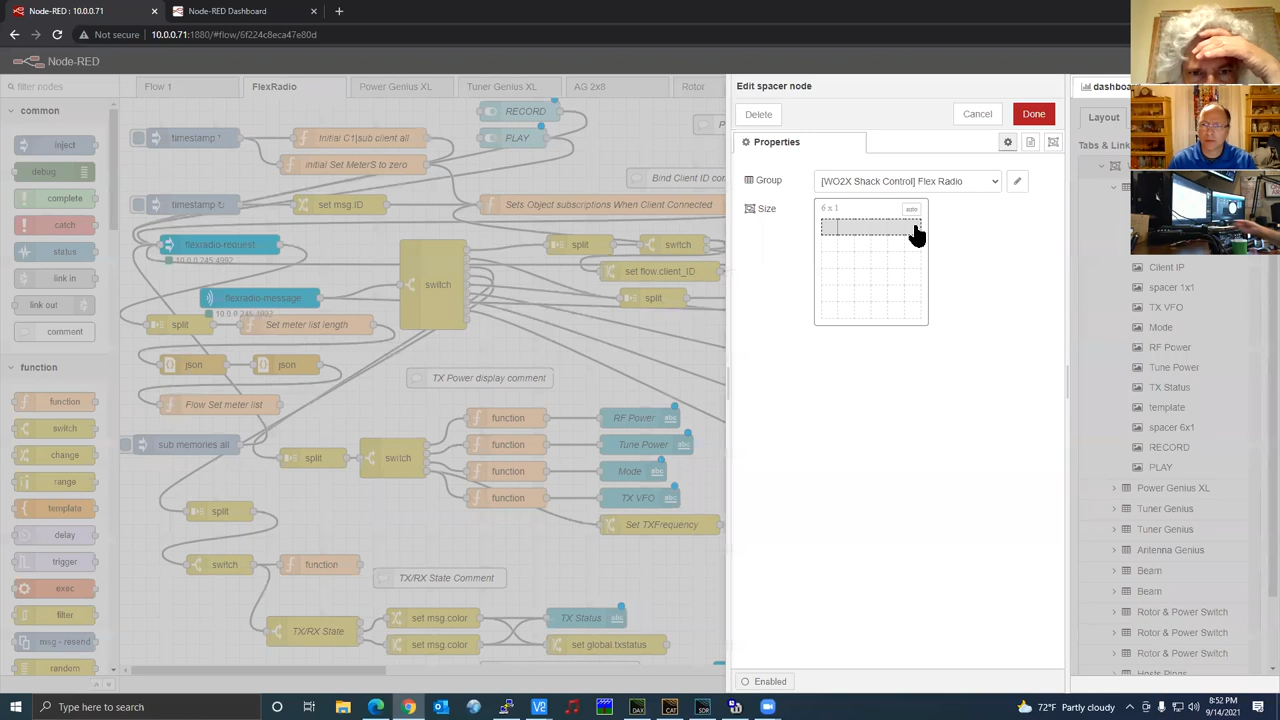 Node-RED
Node-RED Dashboard
Not secure
10.0.0.71:1880/#flow/6f224c8eca47e80d
Node-RED
filter nodes
Flow 1
FlexRadio
Power Genius XL
Tuner Genius XL
AG 2x8
Rotor
Edit spacer node
Delete
Cancel
Done
Properties
Group
[WO2X Shack Control] Flex Radio
Size
6 x 1
auto
Enabled
Layout
Tabs & Link
Client IP
spacer 1x1
TX VFO
Mode
RF Power
Tune Power
TX Status
template
spacer 6x1
RECORD
PLAY
Power Genius XL
Tuner Genius
Tuner Genius
Antenna Genius
Beam
Beam
Rotor & Power Switch
Rotor & Power Switch
Rotor & Power Switch
Hosts Pings
common
inject
debug
complete
catch
status
link in
link out
comment
function
function
switch
change
range
template
delay
trigger
exec
filter
msg - resend
random
RECORD
PLAY
timestamp
Initial C1|sub client all
initial Set MeterS to zero
timestamp
set msg.ID
Bind Client ID
Sets Object subscriptions When Client Connected
flexradio-request
10.0.0.245:4992
split
switch
set flow.client_ID
switch
flexradio-message
split
split
Set meter list length
json
json
TX Power display comment
Flow Set meter list
sub memories all
split
switch
function
RF Power
function
Tune Power
function
Mode
function
TX VFO
Set TXFrequency
split
switch
function
TX/RX State Comment
TX/RX State
set msg.color
TX Status
set msg.color
set global.txstatus
Type here to search
72°F Partly cloudy
8:52 PM
9/14/2021